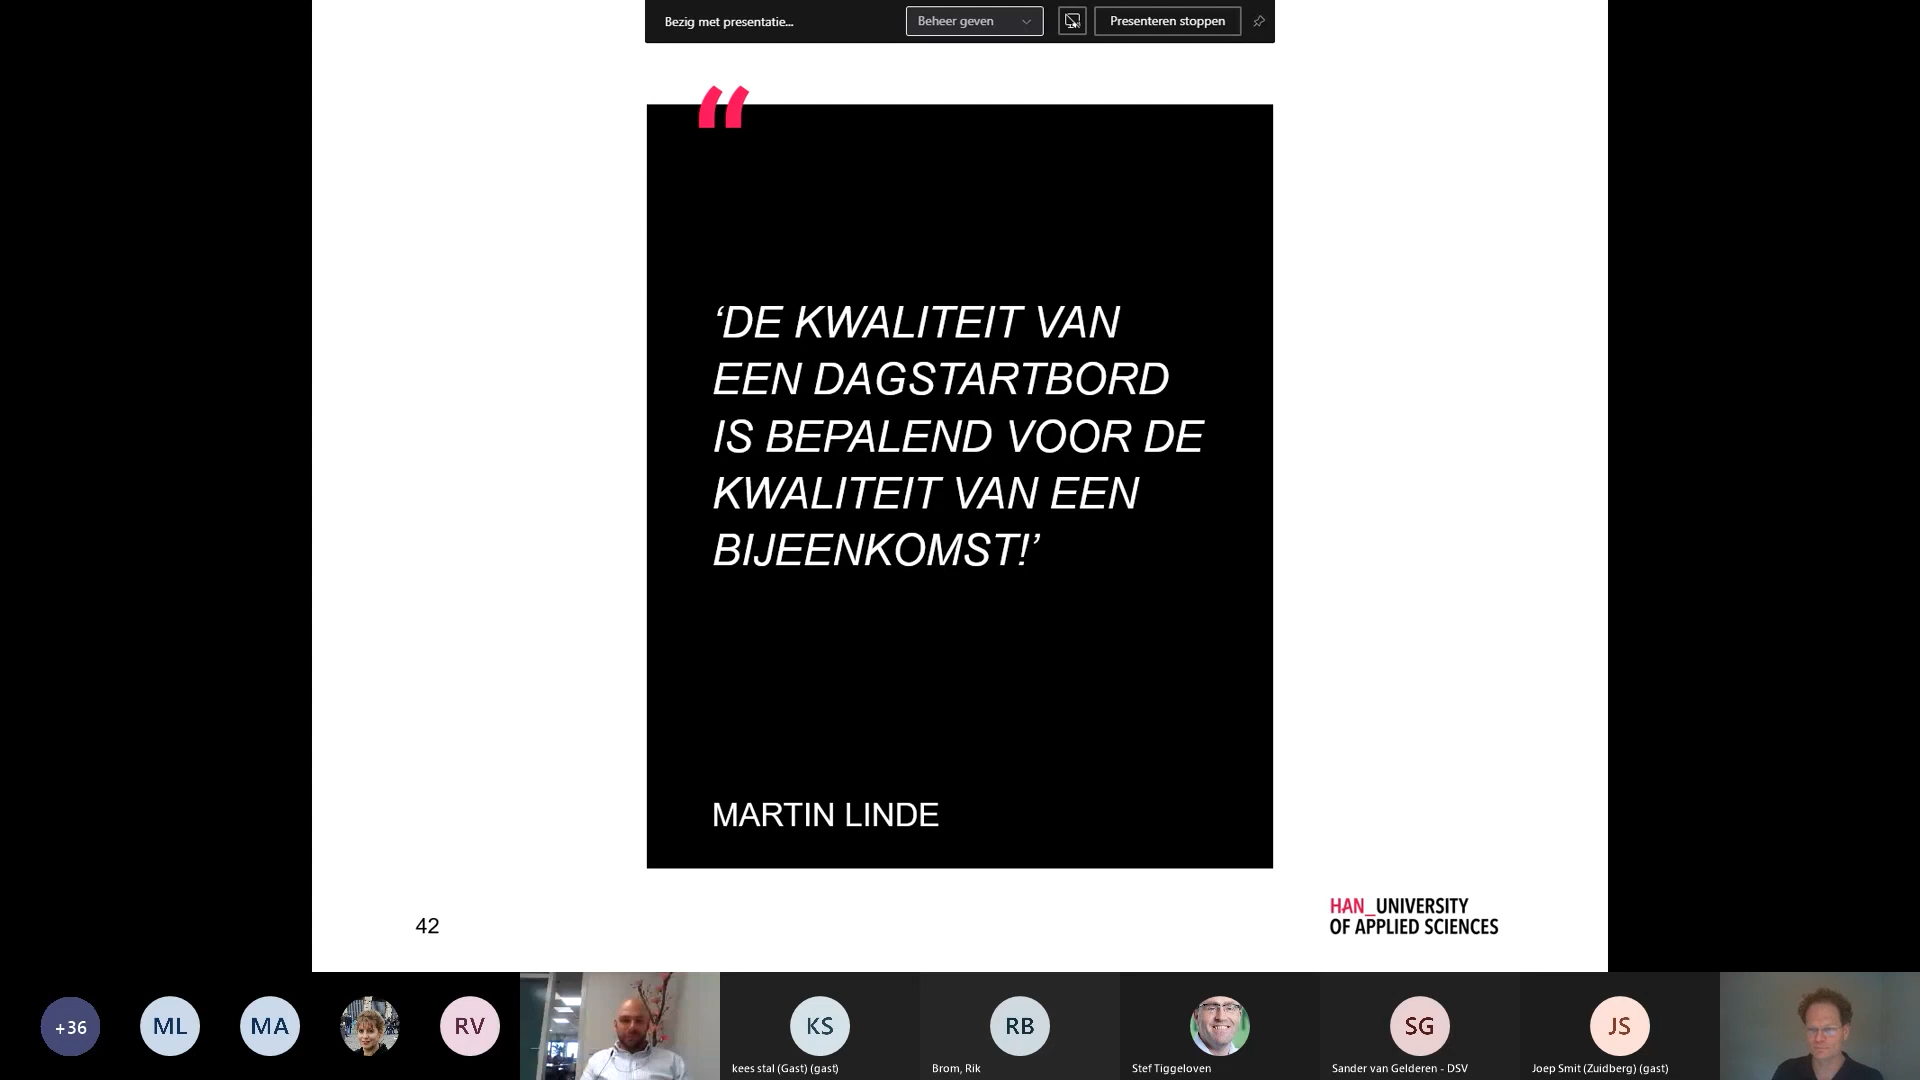 Bezig met presentatie...
Beheer geven
Presenteren stoppen
“
‘DE KWALITEIT VAN
EEN DAGSTARTBORD
IS BEPALEND VOOR DE
KWALITEIT VAN EEN
BIJEENKOMST!’
MARTIN LINDE
42
HAN_UNIVERSITY
OF APPLIED SCIENCES
+36
ML
MA
RV
KS
RB
SG
JS
kees stal (Gast) (gast)
Brom, Rik
Stef Tiggeloven
Sander van Gelderen - DSV
Joep Smit (Zuidberg) (gast)